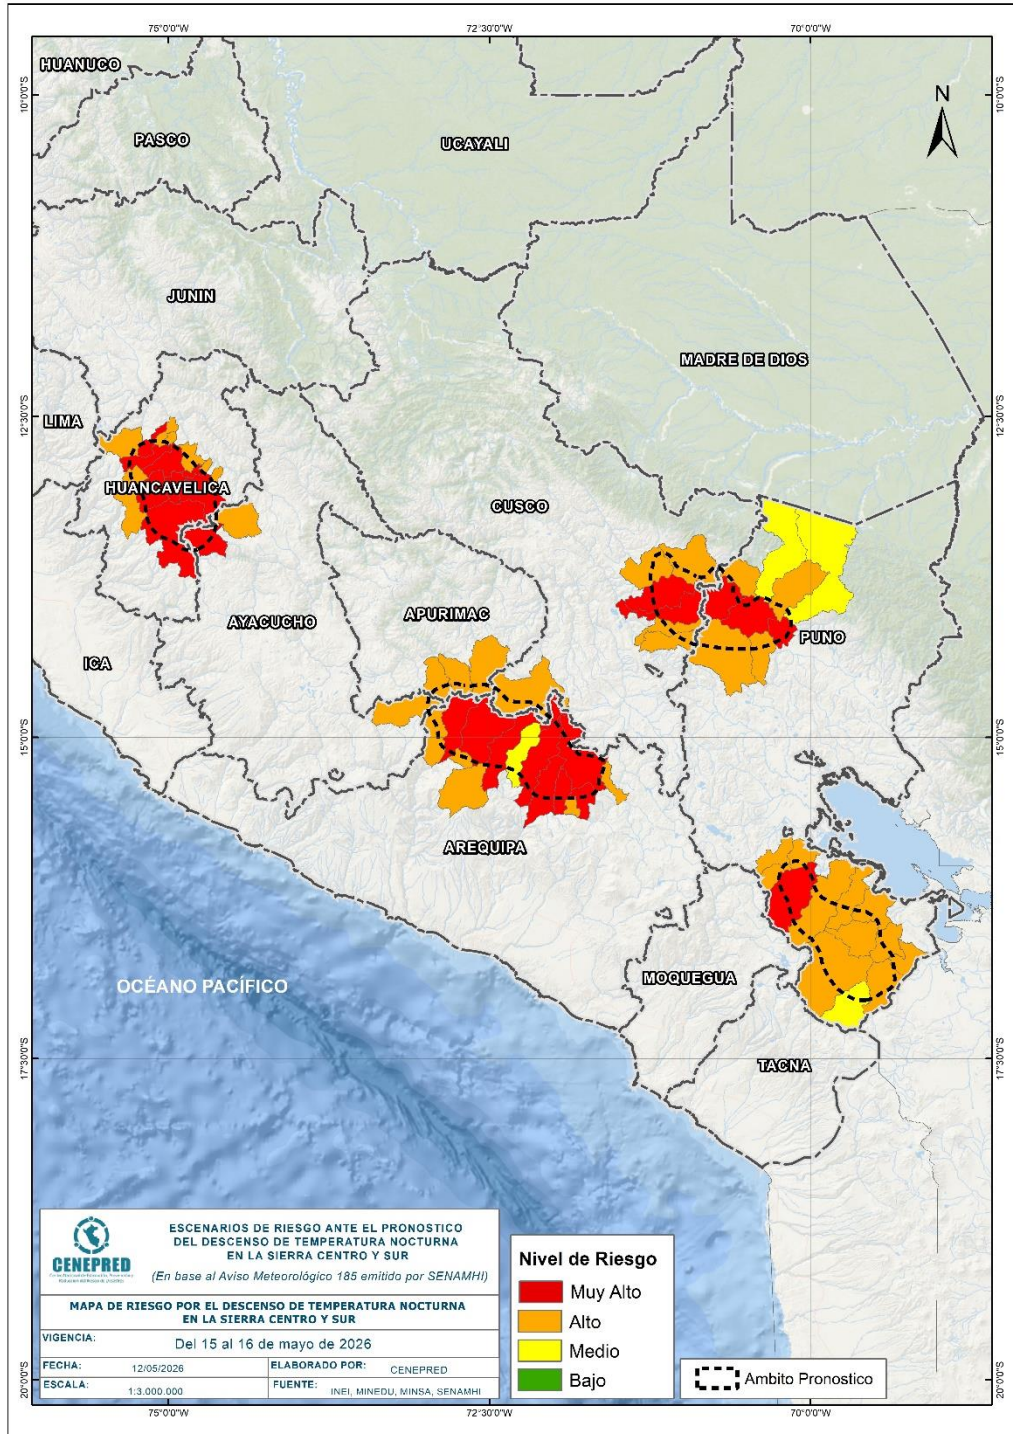 75°0'0"W
72°30'0"W
70°0'0"W
HUANUCO
10°0'0"S
10°0'0"S
N
PASCO
UCAYALI
JUNIN
MADRE DE DIOS
LIMA
12°30'0"S
12°30'0"S
HUANCAVELICA
CUSCO
AYACUCHO
APURIMAC
PUNO
ICA
15°0'0"S
15°0'0"S
AREQUIPA
MOQUEGUA
OCÉANO PACÍFICO
TACNA
17°30'0"S
17°30'0"S
CENEPRED
ESCENARIOS DE RIESGO ANTE EL PRONOSTICO
DEL DESCENSO DE TEMPERATURA NOCTURNA
EN LA SIERRA CENTRO Y SUR
(En base al Aviso Meteorológico 185 emitido por SENAMHI)
MAPA DE RIESGO POR EL DESCENSO DE TEMPERATURA NOCTURNA
EN LA SIERRA CENTRO Y SUR
VIGENCIA:
Del 15 al 16 de mayo de 2026
FECHA:
12/05/2026
ELABORADO POR:
CENEPRED
ESCALA:
1:3.000.000
FUENTE:
INEI, MINEDU, MINSA, SENAMHI
Nivel de Riesgo
Muy Alto
Alto
Medio
Bajo
Ambito Pronostico
20°0'0"S
20°0'0"S
75°0'0"W
72°30'0"W
70°0'0"W